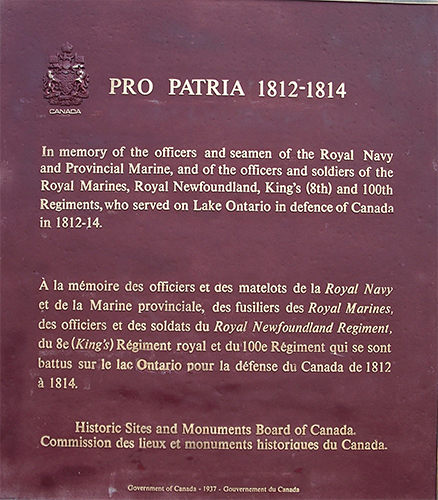 CANADA
PRO PATRIA 1812-1814
In memory of the officers and seamen of the Royal Navy
and Provincial Marine, and of the officers and soldiers of the
Royal Marines, Royal Newfoundland, King's (8th) and 100th
Regiments, who served on Lake Ontario in defence of Canada
in 1812-14.
À la mémoire des officiers et des matelots de la Royal Navy
et de la Marine provinciale, des fusiliers des Royal Marines,
des officiers et des soldats du Royal Newfoundland Regiment,
du 8e (King's) Régiment royal et du 100e Régiment qui se sont
battus sur le lac Ontario pour la défense du Canada de 1812
à 1814.
Historic Sites and Monuments Board of Canada.
Commission des lieux et monuments historiques du Canada.
Government of Canada - 1937 - Gouvernement du Canada